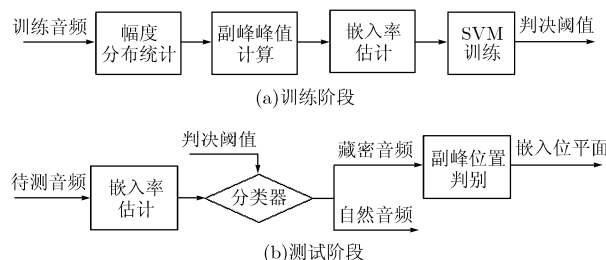 训练音频
幅度
分布统计
副峰峰值
计算
嵌入率
估计
SVM
训练
判决阈值
(a)训练阶段
判决阈值
待测音频
嵌入率
估计
分类器
藏密音频
自然音频
副峰位置
判别
嵌入位平面
(b)测试阶段